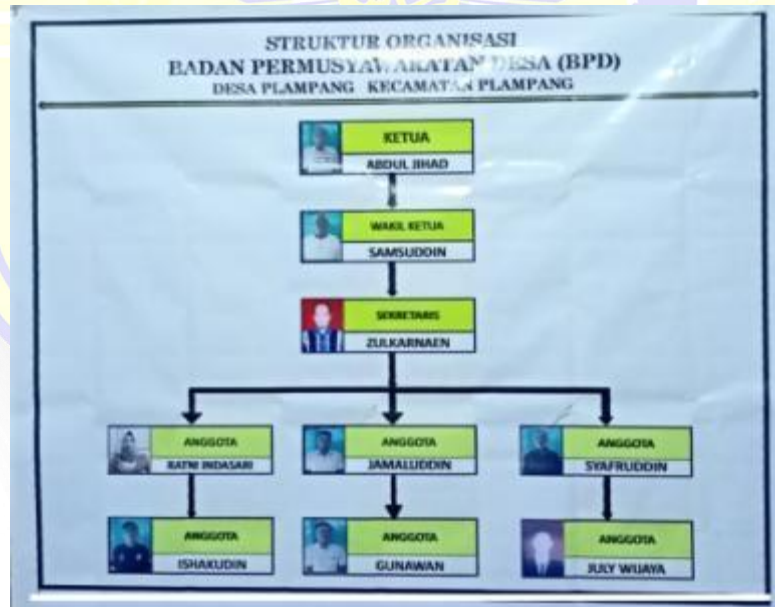 STRUKTUR ORGANISASI
BADAN PERMUSYAWARATAN DESA (BPD)
DESA PLAMPANG KECAMATAN PLAMPANG
KETUA
ABDUL JIHAD
WAKIL KETUA
SAMSUDDIN
SEKRETARIS
ZULKARNAEN
ANGGOTA
RATNI INDASARI
ANGGOTA
JAMALUDDIN
ANGGOTA
SYAFRUDDIN
ANGGOTA
ISHAKUDIN
ANGGOTA
GUNAWAN
ANGGOTA
JULY WIJAYA